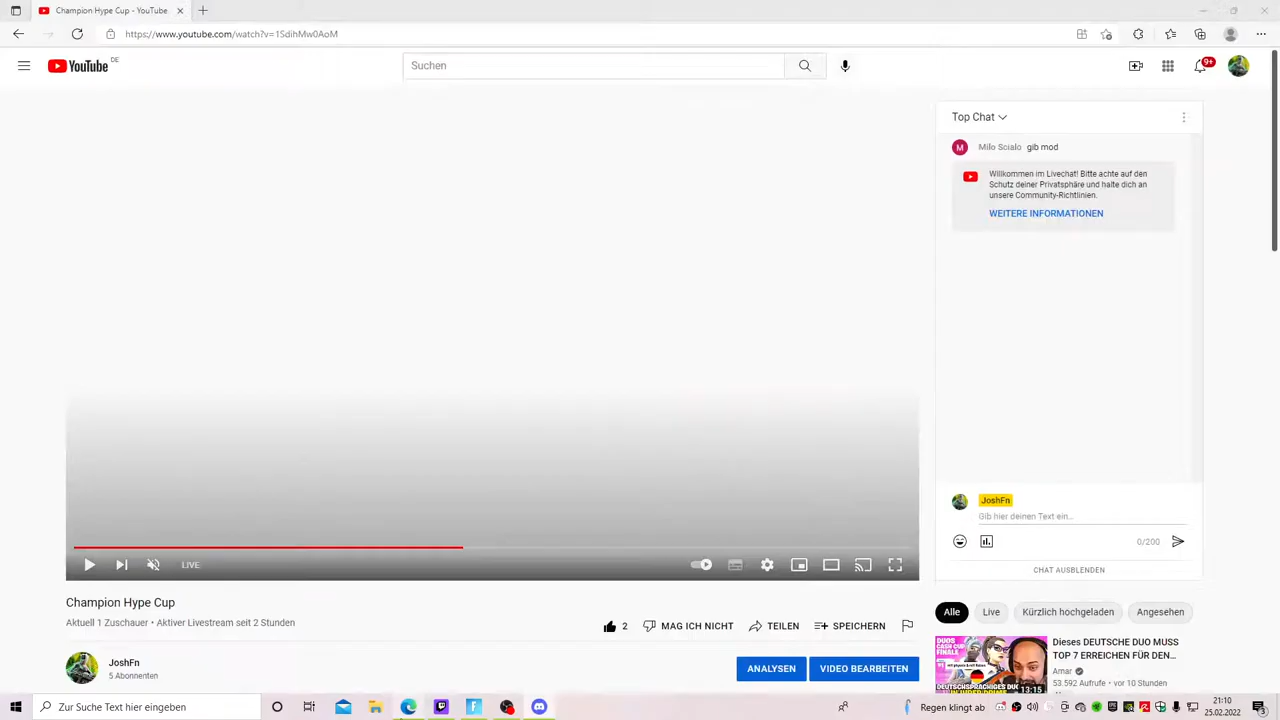 Champion Hype Cup - YouTube
https://www.youtube.com/watch?v=1SdihMw0AoM
YouTube DE
Suchen
9+
Top Chat
M Milo Scialo gib mod
Willkommen im Livechat! Bitte achte auf den
Schutz deiner Privatsphäre und halte dich an
unsere Community-Richtlinien.
WEITERE INFORMATIONEN
JoshFn
Gib hier deinen Text ein...
0/200
CHAT AUSBLENDEN
LIVE
Champion Hype Cup
Aktuell 1 Zuschauer • Aktiver Livestream seit 2 Stunden
2 MAG ICH NICHT TEILEN SPEICHERN
JoshFn
5 Abonnenten
ANALYSEN VIDEO BEARBEITEN
Alle Live Kürzlich hochgeladen Angesehen
DUOS
CASH CUP
FINALE
13:15
Dieses DEUTSCHE DUO MUSS
TOP 7 ERREICHEN FÜR DEN...
Amar
53.592 Aufrufe • vor 10 Stunden
Zur Suche Text hier eingeben
Regen klingt ab
21:10
25.02.2022